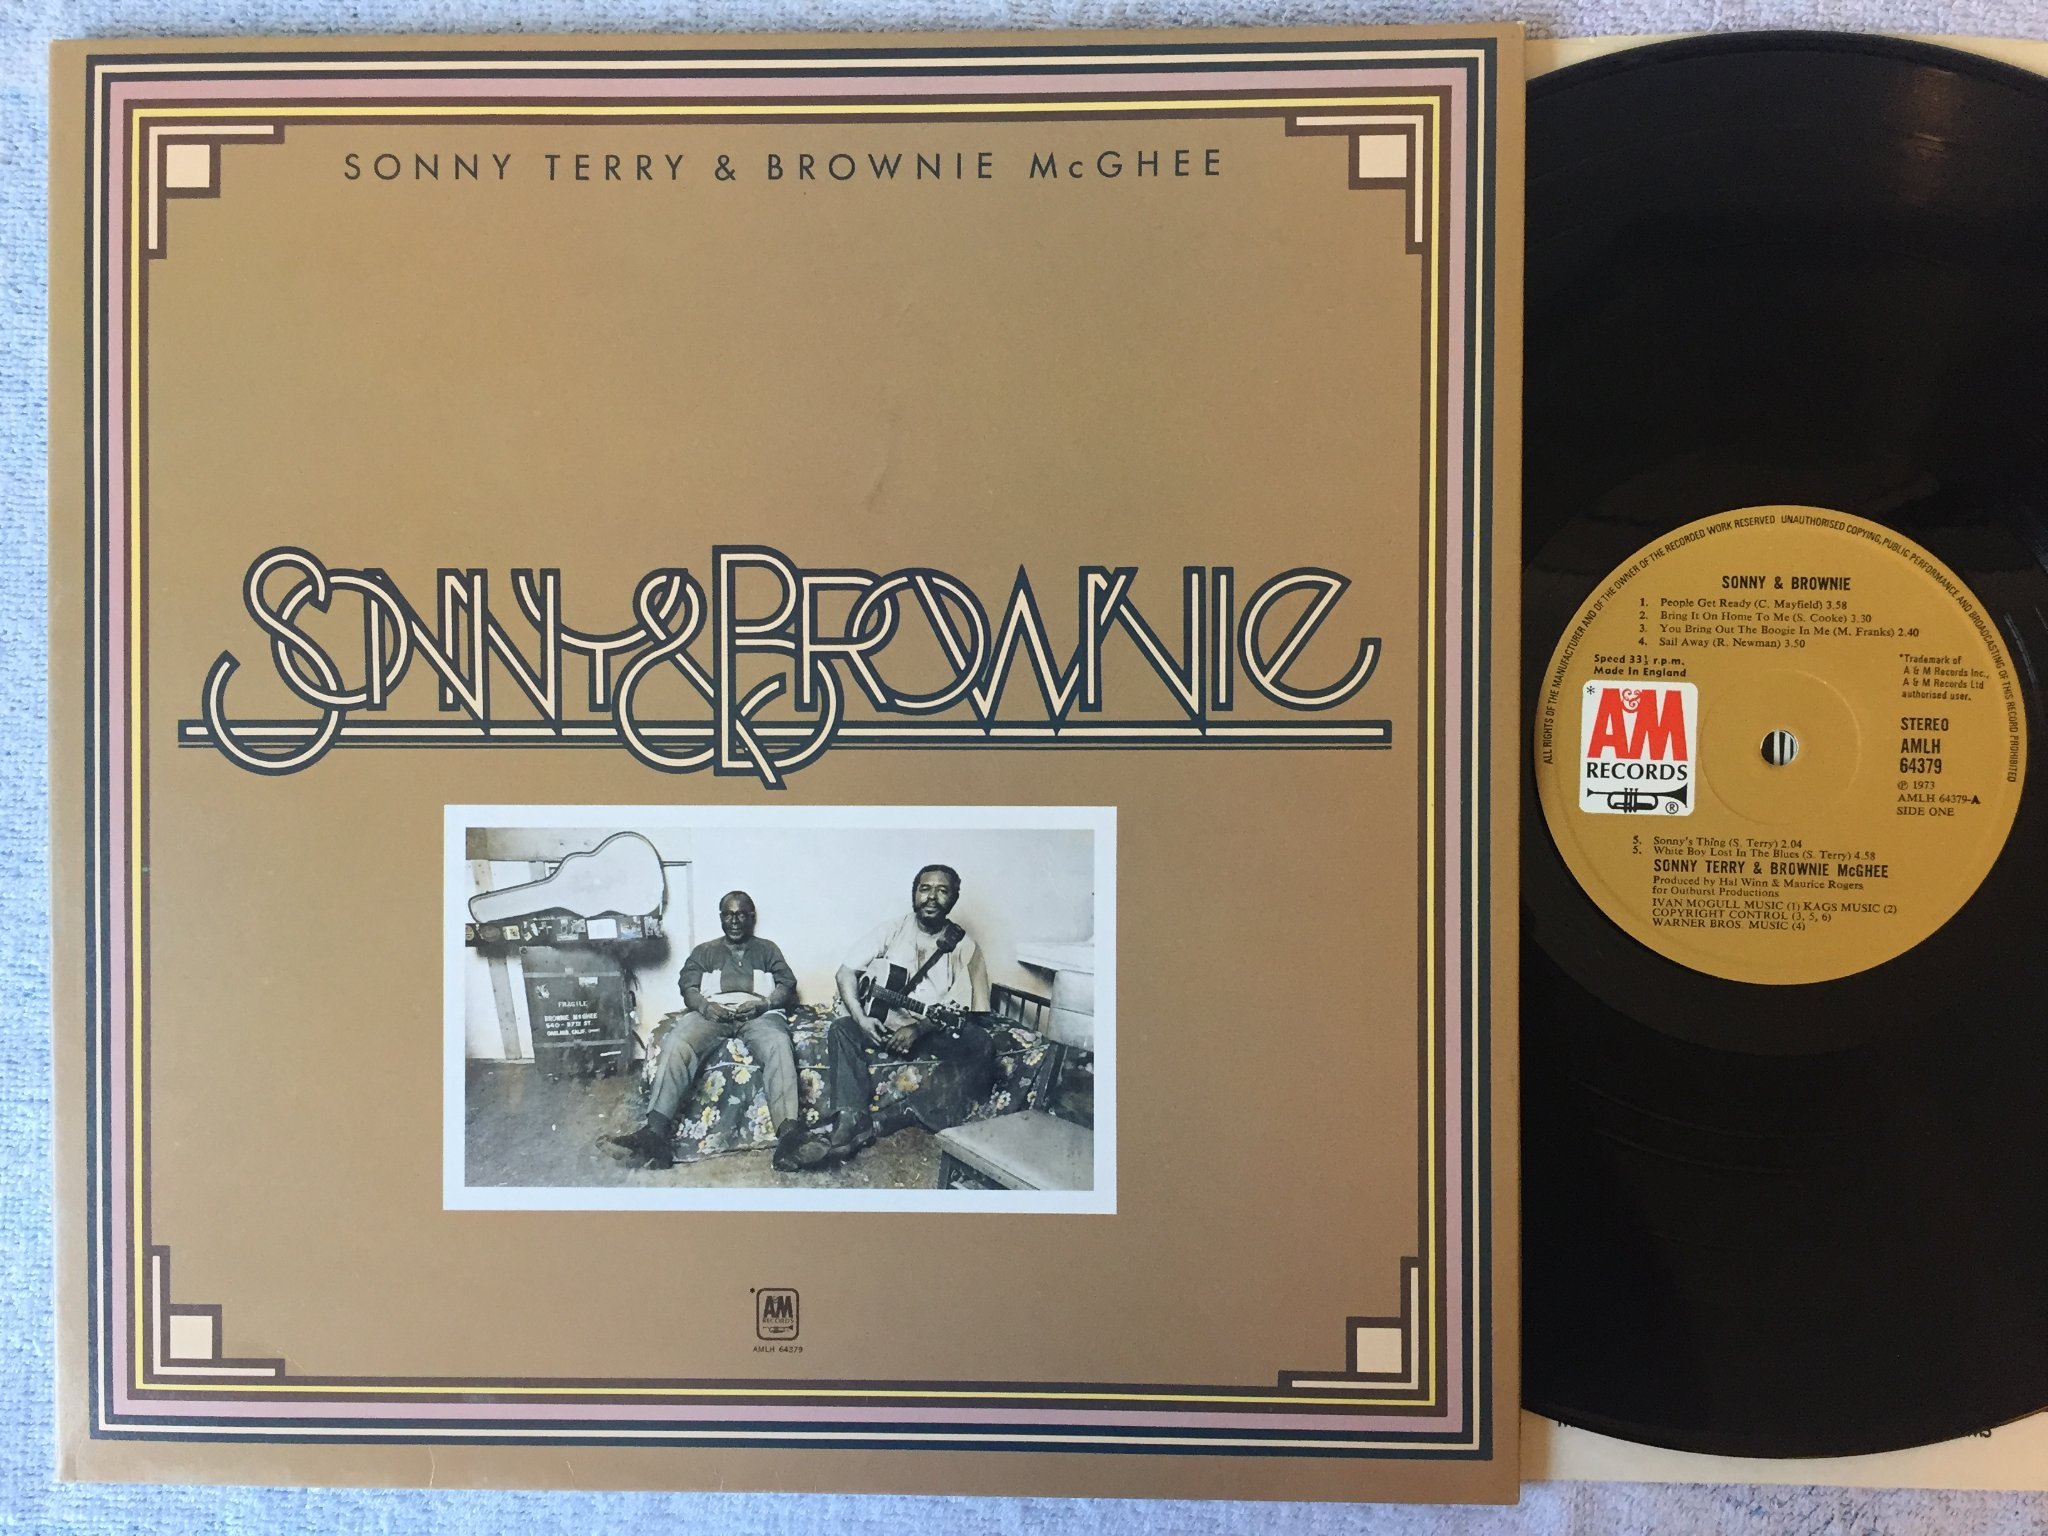 SONNY TERRY & BROWNIE McGHEE
SONNY & BROWNIE
FRAGILE
BROWNIE McGHEE
540 - 57TH ST.
OAKLAND, CALIF.
*
A&M
RECORDS
AMLH 64379
ALL RIGHTS OF THE MANUFACTURER AND OF THE OWNER OF THE RECORDED WORK RESERVED UNAUTHORISED COPYING, PUBLIC PERFORMANCE AND BROADCASTING OF THIS RECORD PROHIBITED
SONNY & BROWNIE
1. People Get Ready (C. Mayfield) 3.58
2. Bring It On Home To Me (S. Cooke) 3.30
3. You Bring Out The Boogie In Me (M. Franks) 2.40
4. Sail Away (R. Newman) 3.50
Speed 33⅓ r.p.m.
Made In England
*Trademark of
A & M Records Inc.,
A & M Records Ltd
authorised user.
*
A&M
RECORDS
®
STEREO
AMLH
64379
℗ 1973
AMLH 64379-A
SIDE ONE
5. Sonny's Thing (S. Terry) 2.04
5. White Boy Lost In The Blues (S. Terry) 4.58
SONNY TERRY & BROWNIE McGHEE
Produced by Hal Winn & Maurice Rogers
for Outburst Productions
IVAN MOGULL MUSIC (1) KAGS MUSIC (2)
COPYRIGHT CONTROL (3, 5, 6)
WARNER BROS. MUSIC (4)